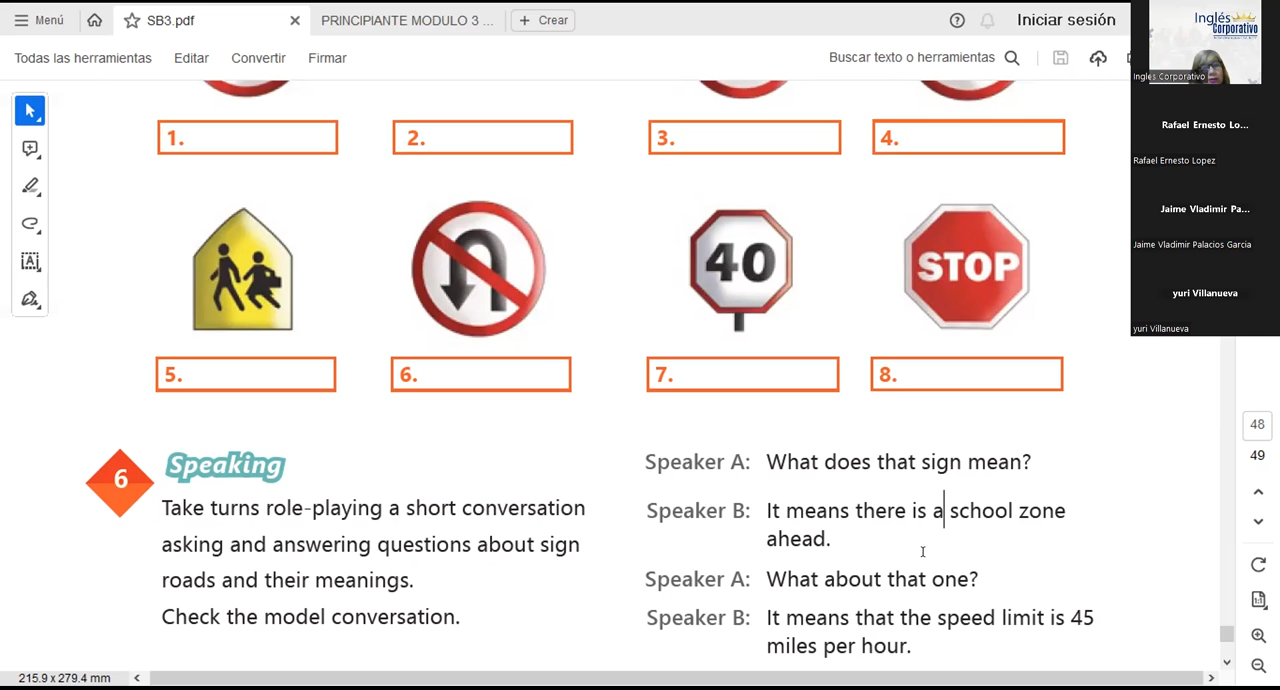 Menú
SB3.pdf
PRINCIPIANTE MODULO 3 ...
Crear
Iniciar sesión
Todas las herramientas
Editar
Convertir
Firmar
Buscar texto o herramientas
Inglés
Corporativo
Ingles Corporativo
Rafael Ernesto Lo...
Rafael Ernesto Lopez
Jaime Vladimir Pa...
Jaime Vladimir Palacios Garcia
yuri Villanueva
yuri Villanueva
1.
2.
3.
4.
40
STOP
5.
6.
7.
8.
6
Speaking
Take turns role-playing a short conversation
asking and answering questions about sign
roads and their meanings.
Check the model conversation.
Speaker A: What does that sign mean?
Speaker B: It means there is a school zone
ahead.
Speaker A: What about that one?
Speaker B: It means that the speed limit is 45
miles per hour.
48
49
215.9 x 279.4 mm